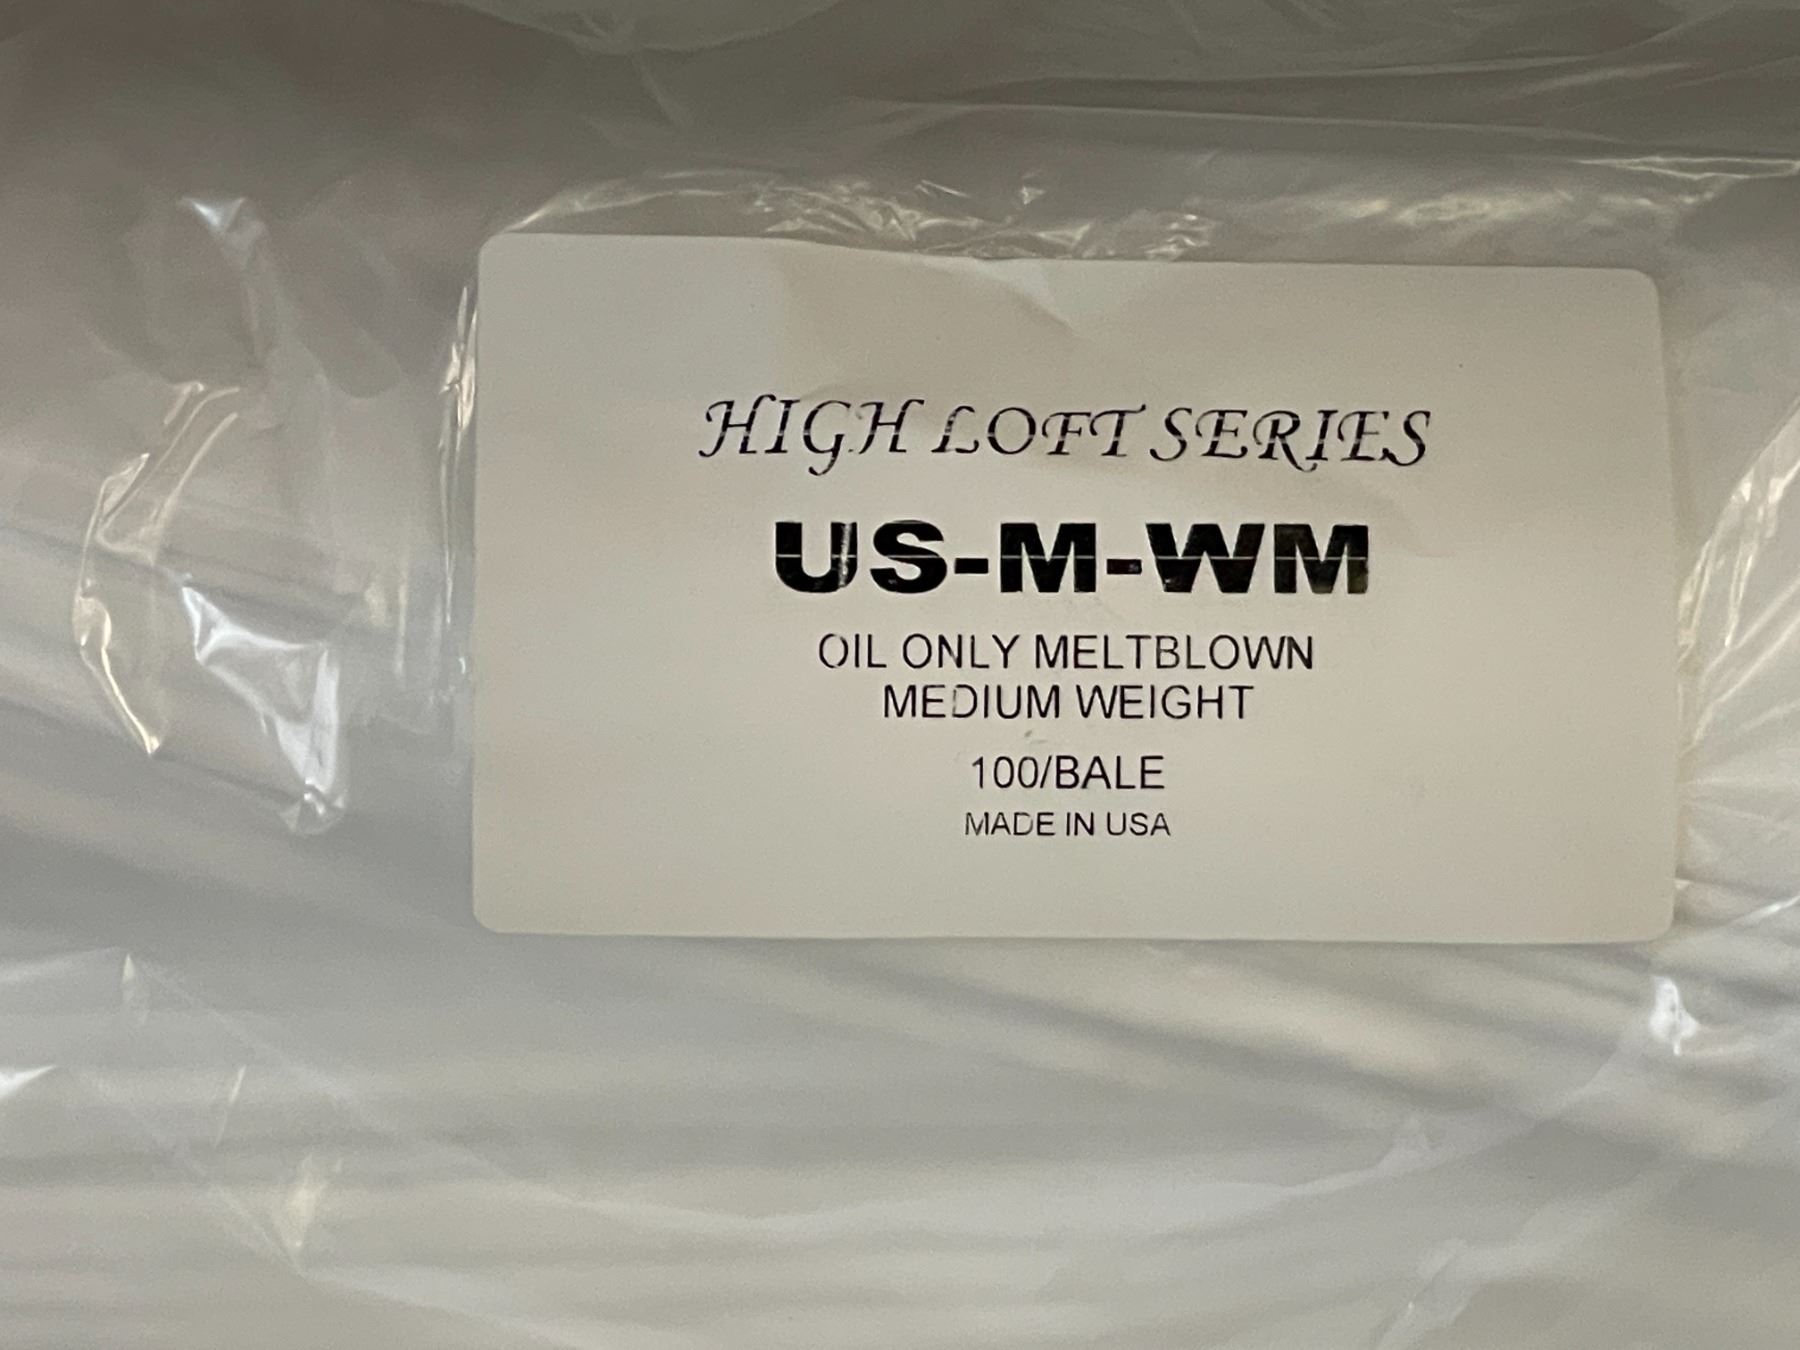 HIGH LOFT SERIES
US-M-WM
OIL ONLY MELTBLOWN
MEDIUM WEIGHT
100/BALE
MADE IN USA